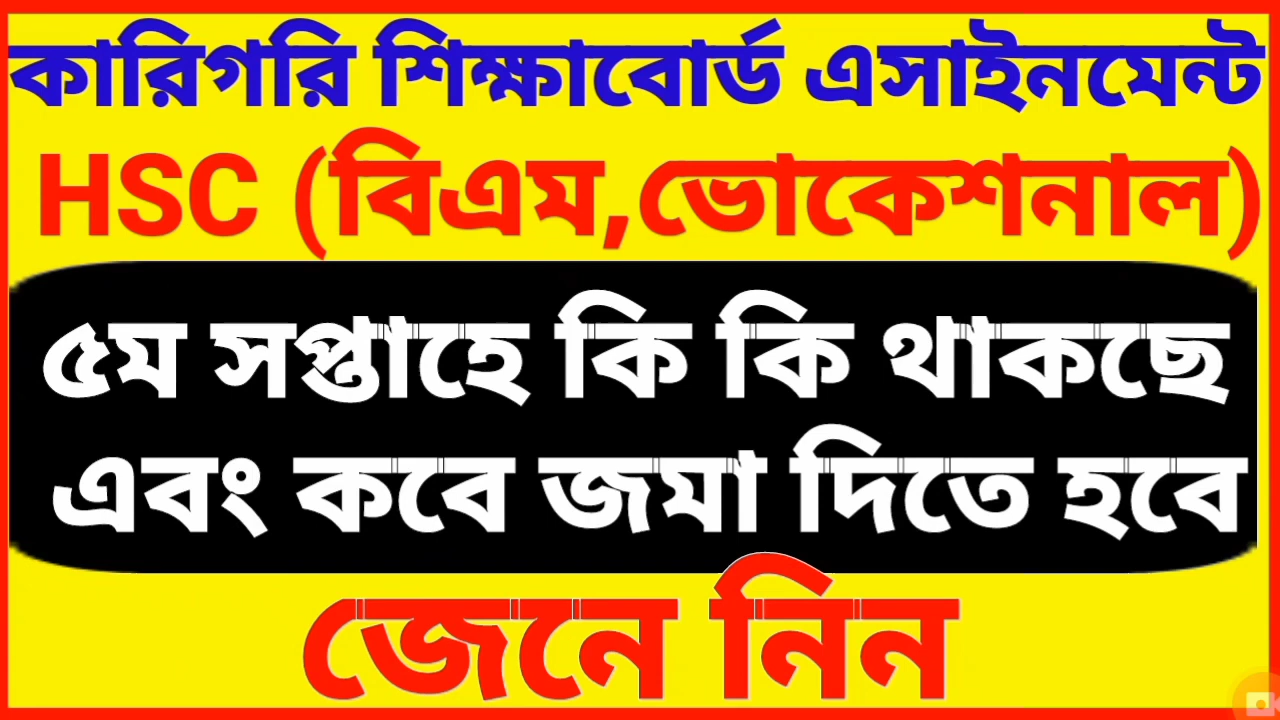 কারিগরি শিক্ষাবোর্ড এসাইনমেন্ট
HSC (বিএম,ভোকেশনাল)
৫ম সপ্তাহে কি কি থাকছে
এবং কবে জমা দিতে হবে
জেনে নিন